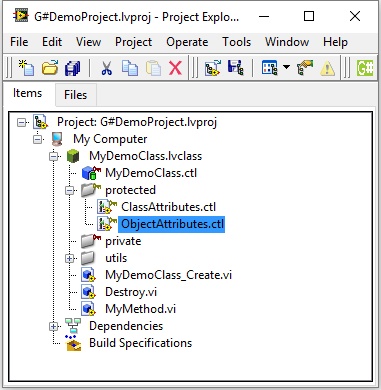 G#DemoProject.lvproj - Project Explo...
File Edit View Project Operate Tools Window Help
G#
Items Files
Project: G#DemoProject.lvproj
My Computer
MyDemoClass.lvclass
MyDemoClass.ctl
protected
ClassAttributes.ctl
ObjectAttributes.ctl
private
utils
MyDemoClass_Create.vi
Destroy.vi
MyMethod.vi
Dependencies
Build Specifications